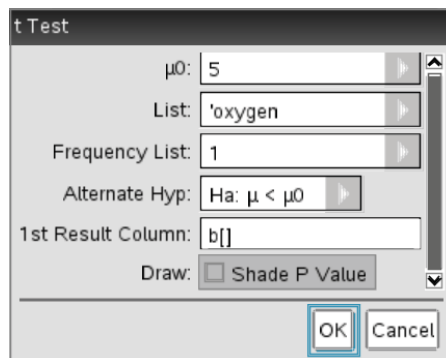 t Test
μ0: 5
List: 'oxygen
Frequency List: 1
Alternate Hyp: Ha: μ < μ0
1st Result Column: b[]
Draw: Shade P Value
OK Cancel